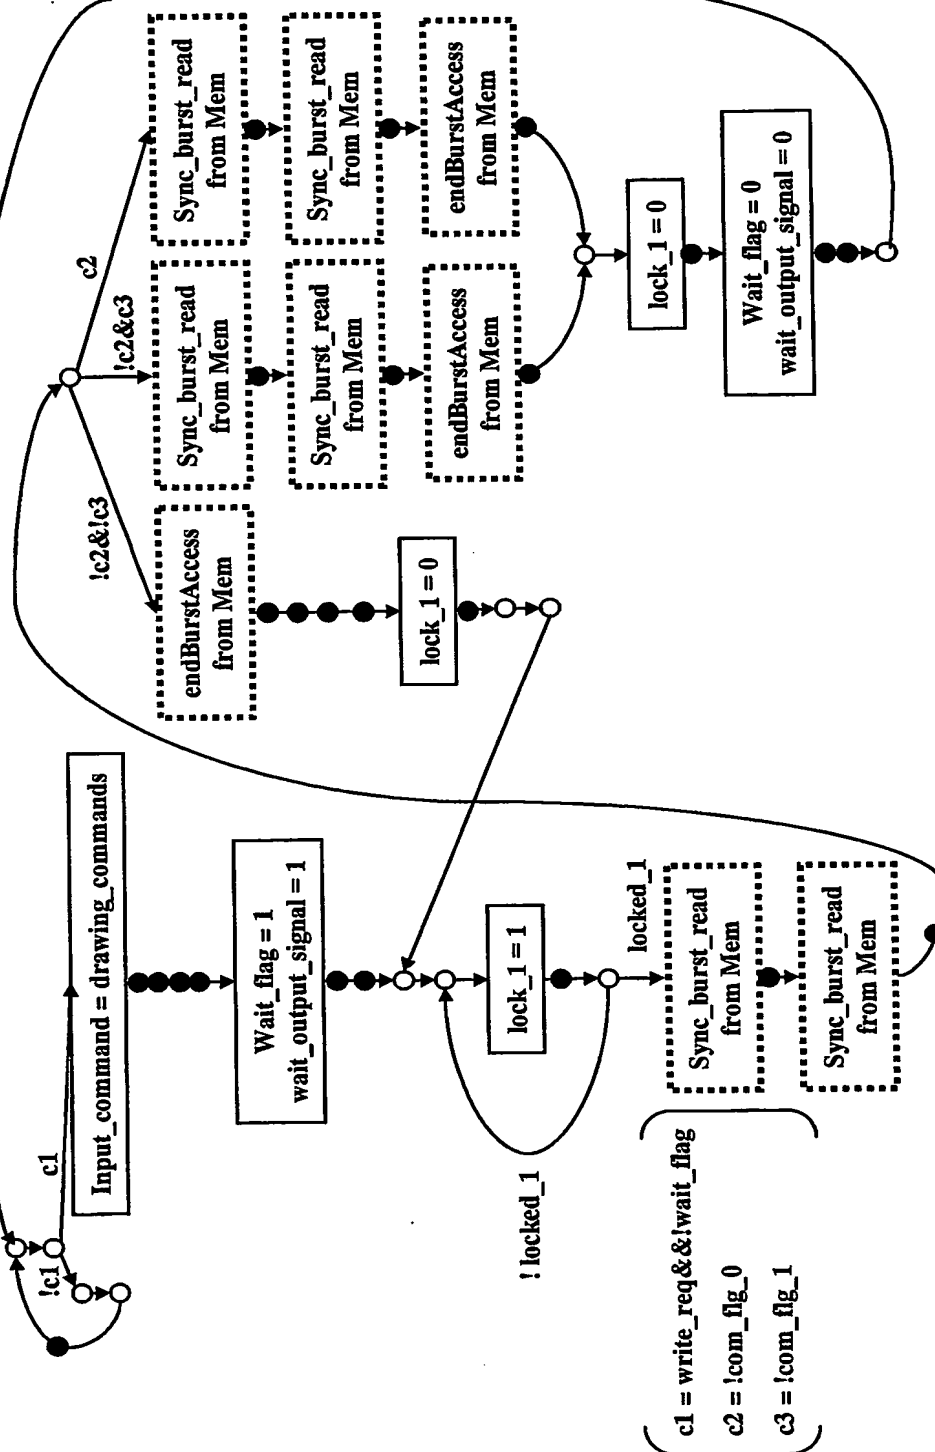 !c1
c1
Input_command = drawing_commands
Wait_flag = 1
wait_output_signal = 1
lock_1 = 1
! locked_1
locked_1
Sync_burst_read
from Mem
Sync_burst_read
from Mem
c1 = write_req&&!wait_flag
c2 = !com_flg_0
c3 = !com_flg_1
!c2&!c3
!c2&c3
c2
endBurstAccess
from Mem
lock_1 = 0
Sync_burst_read
from Mem
Sync_burst_read
from Mem
endBurstAccess
from Mem
Sync_burst_read
from Mem
Sync_burst_read
from Mem
endBurstAccess
from Mem
lock_1 = 0
Wait_flag = 0
wait_output_signal = 0